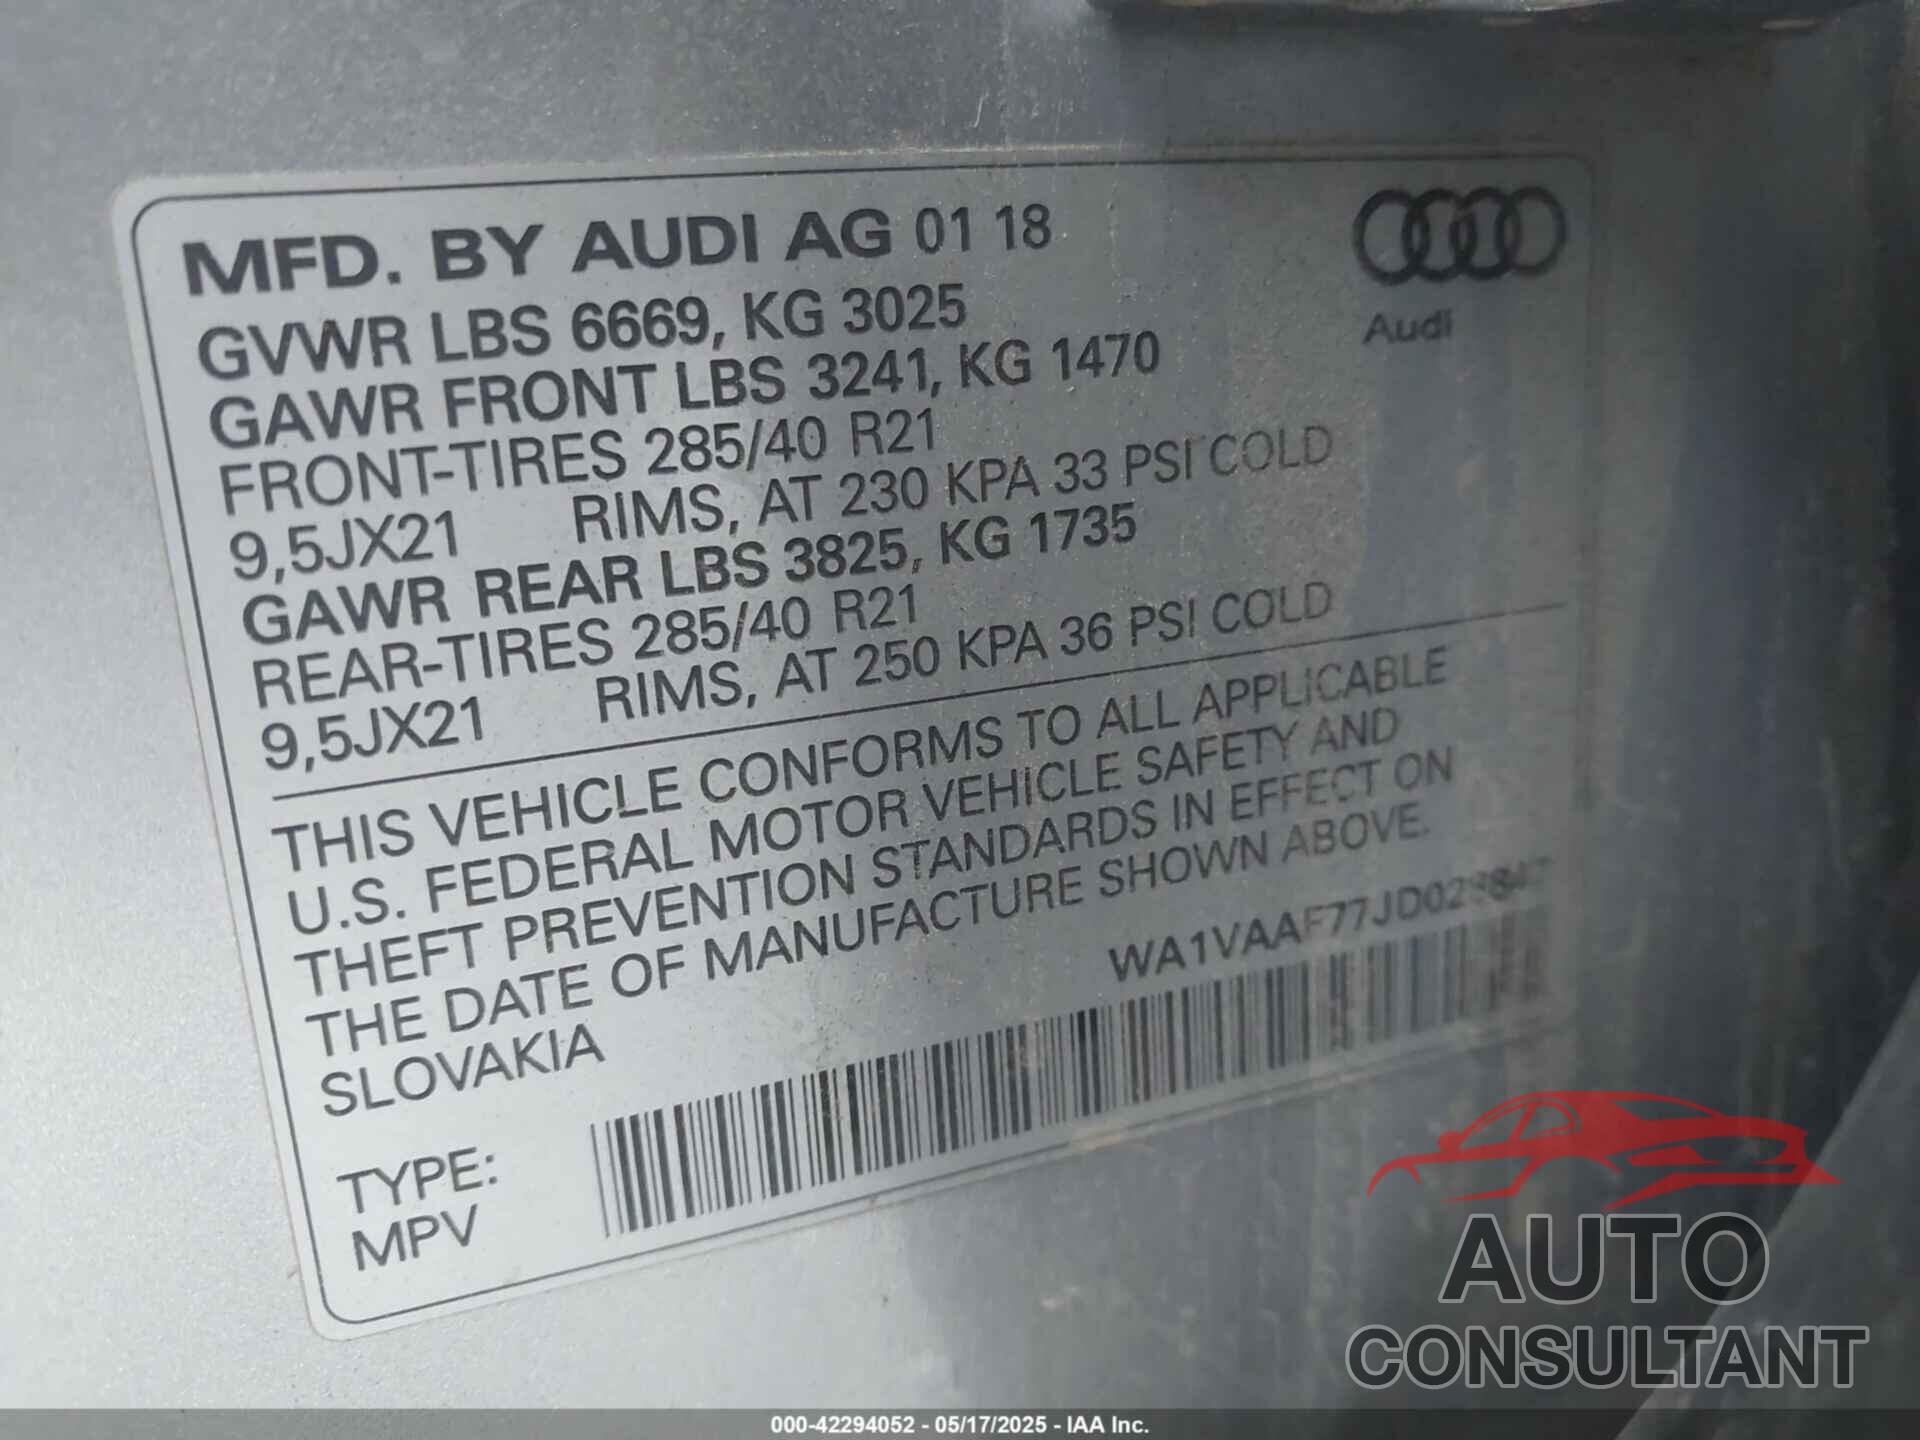 MFD. BY AUDI AG 01 18
Audi
GVWR LBS 6669, KG 3025
GAWR FRONT LBS 3241, KG 1470
FRONT-TIRES 285/40 R21
9,5JX21 RIMS, AT 230 KPA 33 PSI COLD
GAWR REAR LBS 3825, KG 1735
REAR-TIRES 285/40 R21
9,5JX21 RIMS, AT 250 KPA 36 PSI COLD
THIS VEHICLE CONFORMS TO ALL APPLICABLE
U.S. FEDERAL MOTOR VEHICLE SAFETY AND
THEFT PREVENTION STANDARDS IN EFFECT ON
THE DATE OF MANUFACTURE SHOWN ABOVE.
SLOVAKIA
TYPE:
MPV
AUTO
CONSULTANT
000-42294052 - 05/17/2025 - IAA Inc.